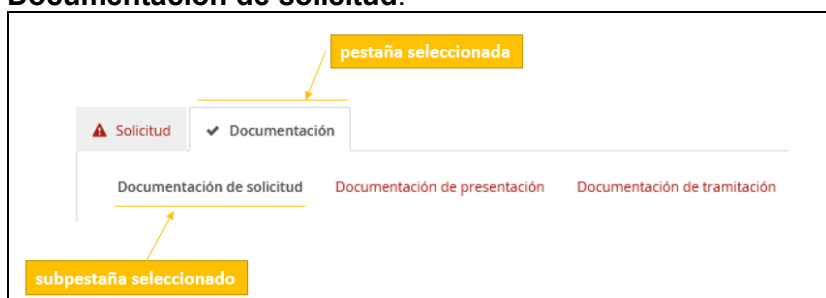 Documentación de solicitud.
pestaña seleccionada
Solicitud Documentación
Documentación de solicitud Documentación de presentación Documentación de tramitación
subpestaña seleccionado